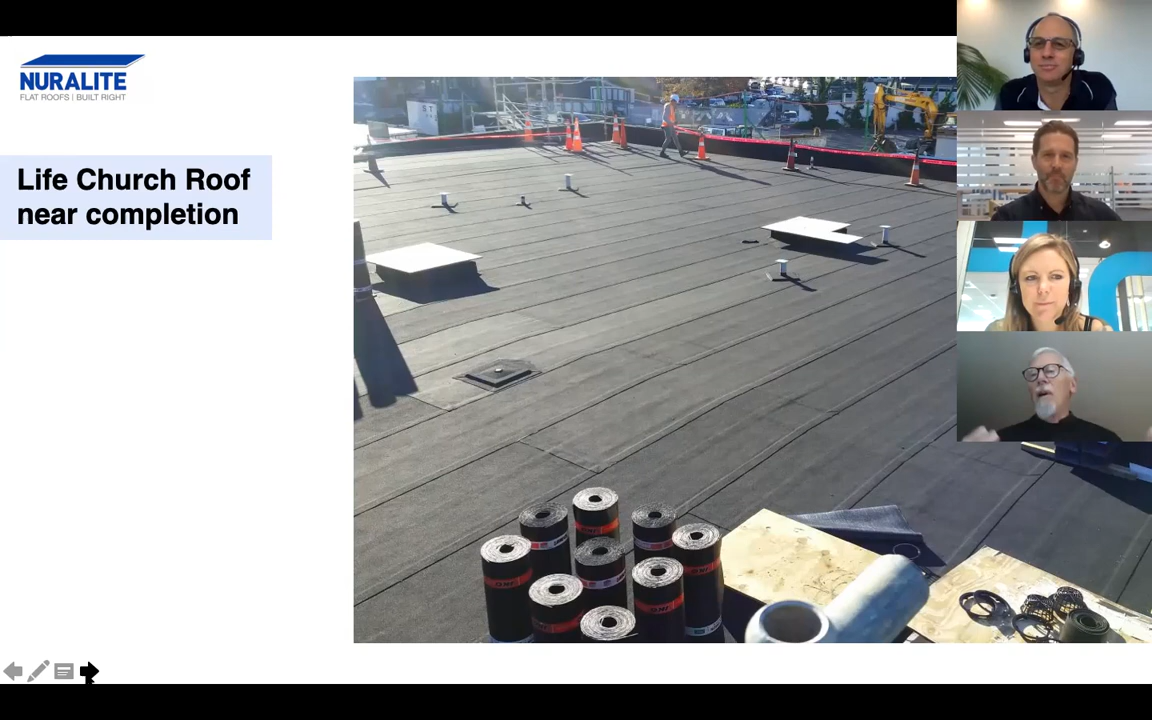 NURALITE
FLAT ROOFS | BUILT RIGHT
Life Church Roof
near completion